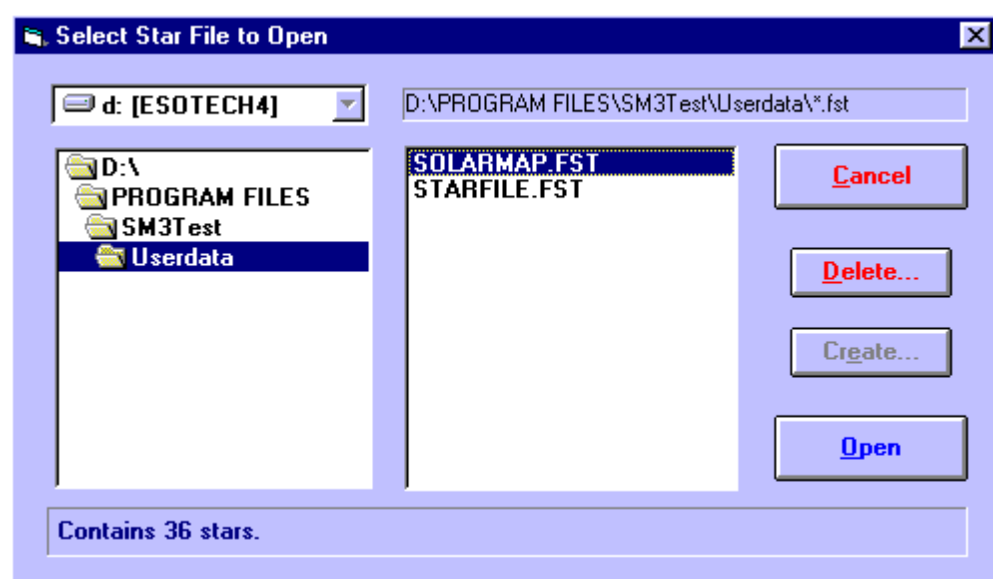 Select Star File to Open
d: [ESOTECH4]
D:\PROGRAM FILES\SM3Test\Userdata\*.fst
D:\
PROGRAM FILES
SM3Test
Userdata
SOLARMAP.FST
STARFILE.FST
Cancel
Delete...
Create...
Open
Contains 36 stars.